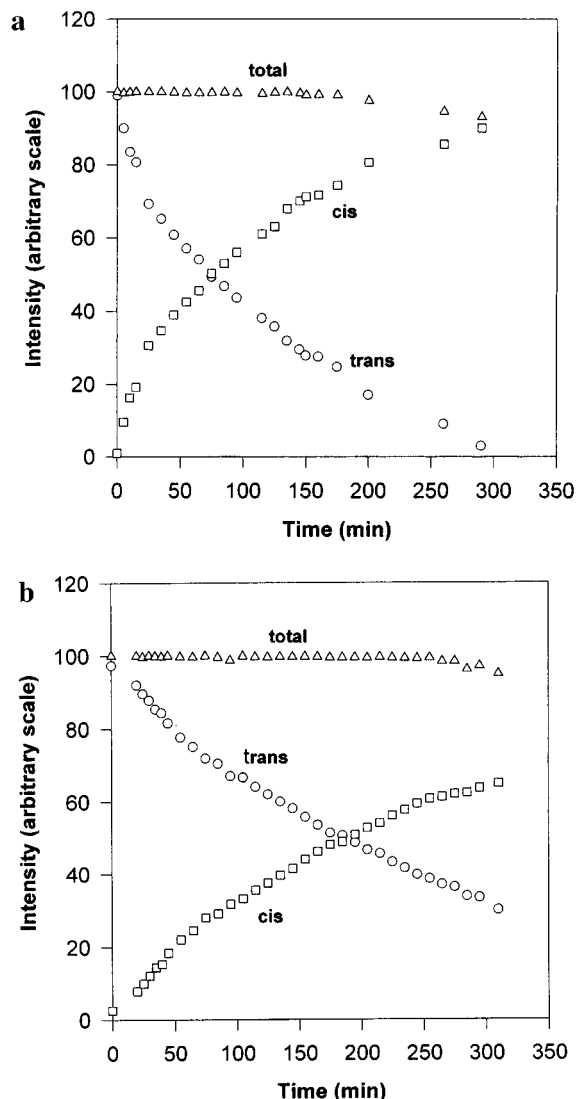 a
120
100
80
60
40
20
0
Intensity (arbitrary scale)
total
cis
trans
0 50 100 150 200 250 300 350
Time (min)
b
120
100
80
60
40
20
0
Intensity (arbitrary scale)
total
trans
cis
0 50 100 150 200 250 300 350
Time (min)